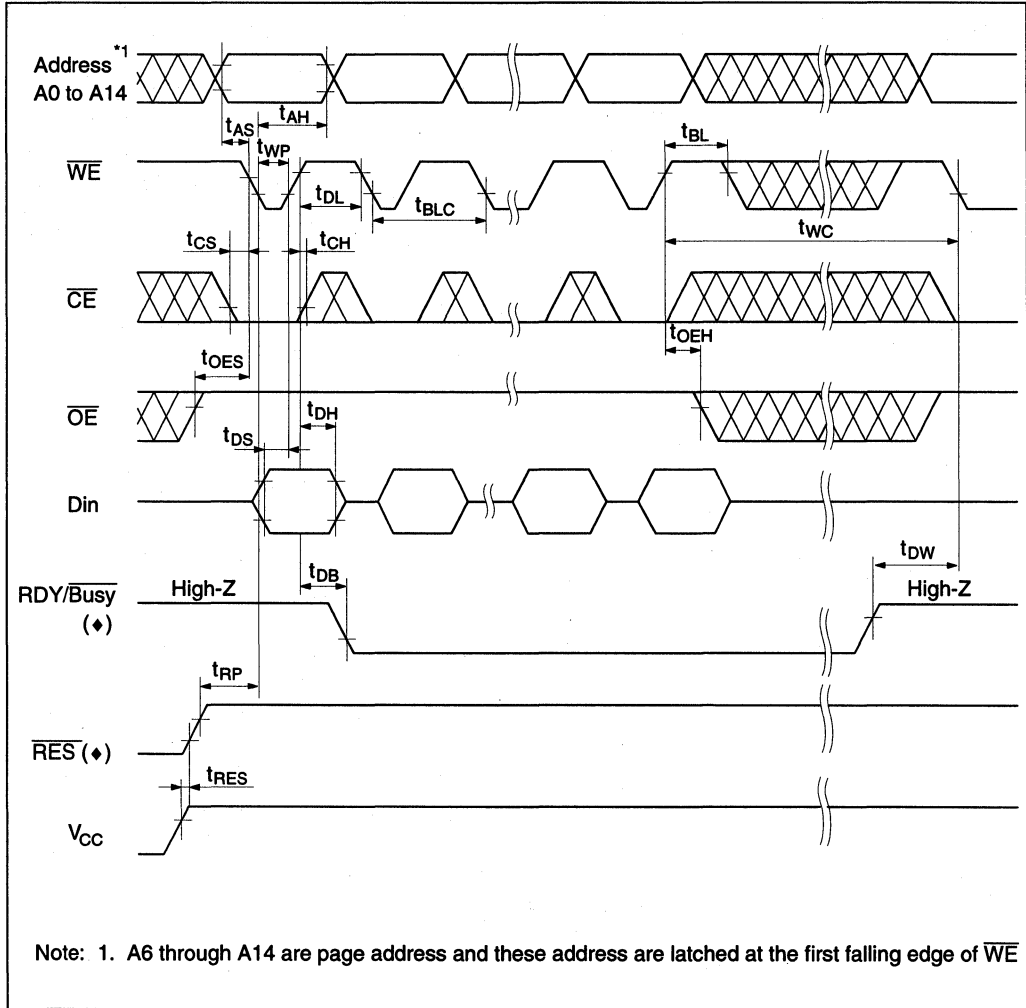 Address *1
A0 to A14
tAS
tAH
tWP
tBL
WE
tDL
tBLC
tWC
tCS
tCH
CE
tOES
tOEH
OE
tDH
tDS
Din
tDW
tDB
RDY/Busy
High-Z
High-Z
(♦)
tRP
RES (♦)
tRES
VCC
Note: 1. A6 through A14 are page address and these address are latched at the first falling edge of WE